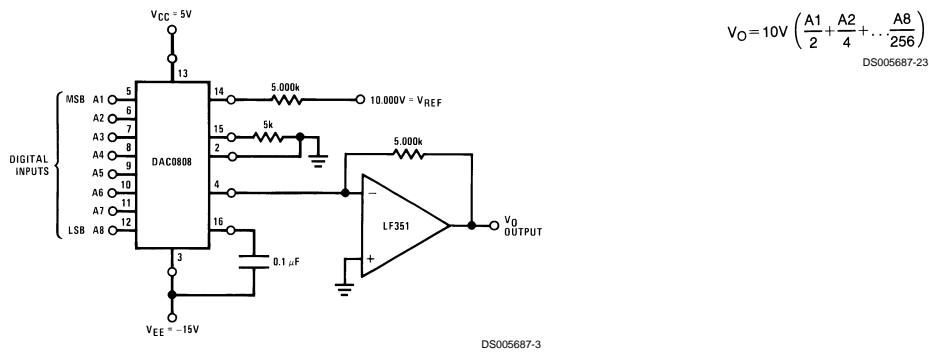 V_CC = 5V
13
DIGITAL INPUTS
MSB A1 5
A2 6
A3 7
A4 8
A5 9
A6 10
A7 11
LSB A8 12
DAC0808
14 5.000k 10.000V = V_REF
15 5k
2
4
16
0.1 μF
3
V_EE = −15V
5.000k
−
LF351
+
V_O
OUTPUT
DS005687-3
V_O = 10V (A1/2 + A2/4 + ... A8/256)
DS005687-23